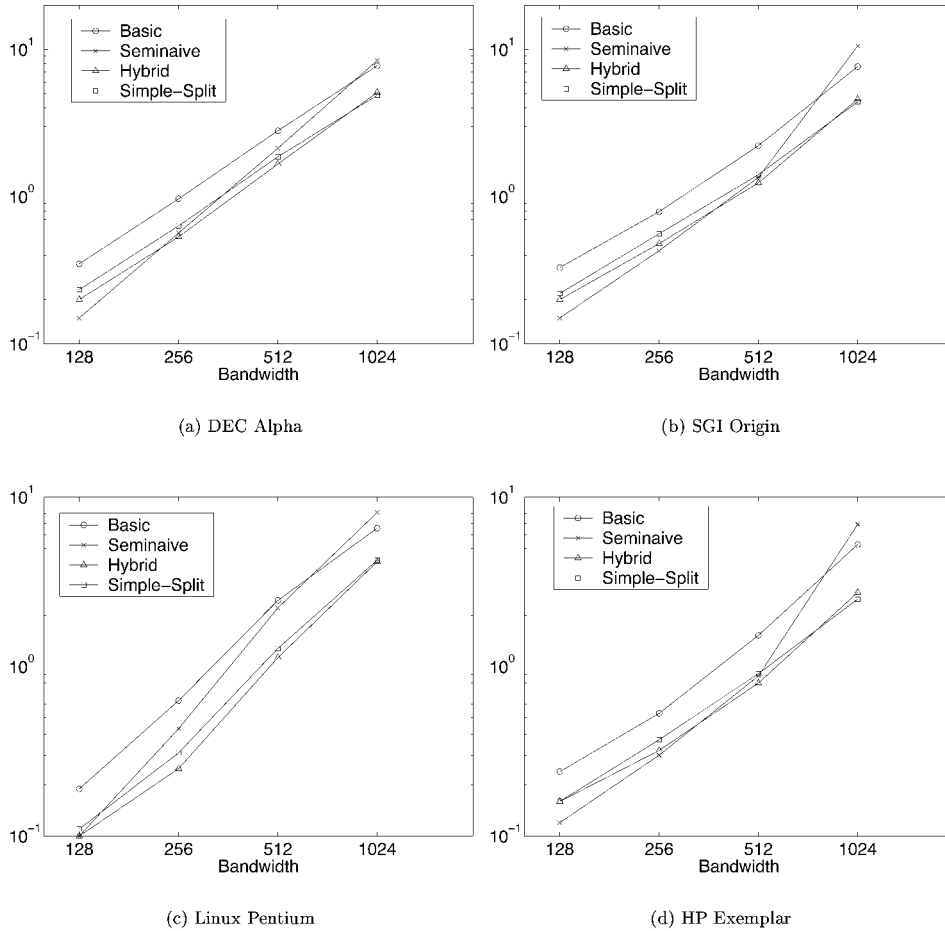 10^1
10^0
10^-1
Basic
Seminaive
Hybrid
Simple-Split
128 256 512 1024
Bandwidth
(a) DEC Alpha
10^1
10^0
10^-1
Basic
Seminaive
Hybrid
Simple-Split
128 256 512 1024
Bandwidth
(b) SGI Origin
10^1
10^0
10^-1
Basic
Seminaive
Hybrid
Simple-Split
128 256 512 1024
Bandwidth
(c) Linux Pentium
10^1
10^0
10^-1
Basic
Seminaive
Hybrid
Simple-Split
128 256 512 1024
Bandwidth
(d) HP Exemplar